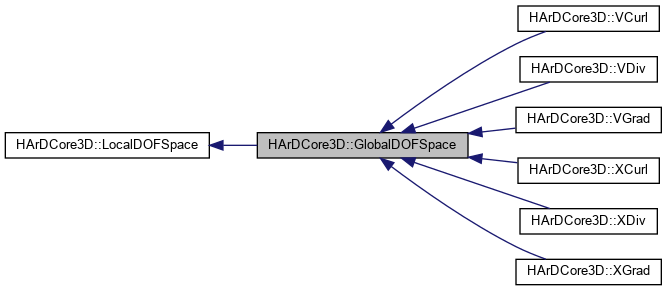 HArDCore3D::LocalDOFSpace
HArDCore3D::GlobalDOFSpace
HArDCore3D::VCurl
HArDCore3D::VDiv
HArDCore3D::VGrad
HArDCore3D::XCurl
HArDCore3D::XDiv
HArDCore3D::XGrad